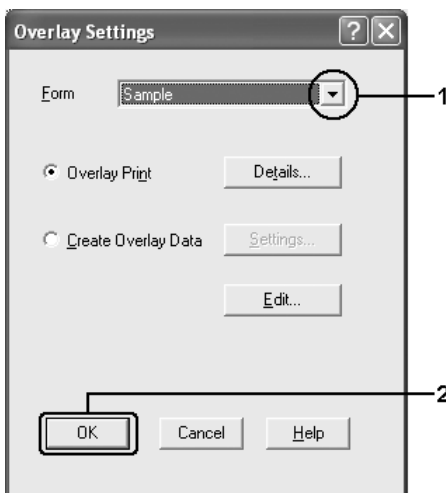 Overlay Settings
Form Sample 1
Overlay Print Details...
Create Overlay Data Settings...
Edit...
2
OK Cancel Help